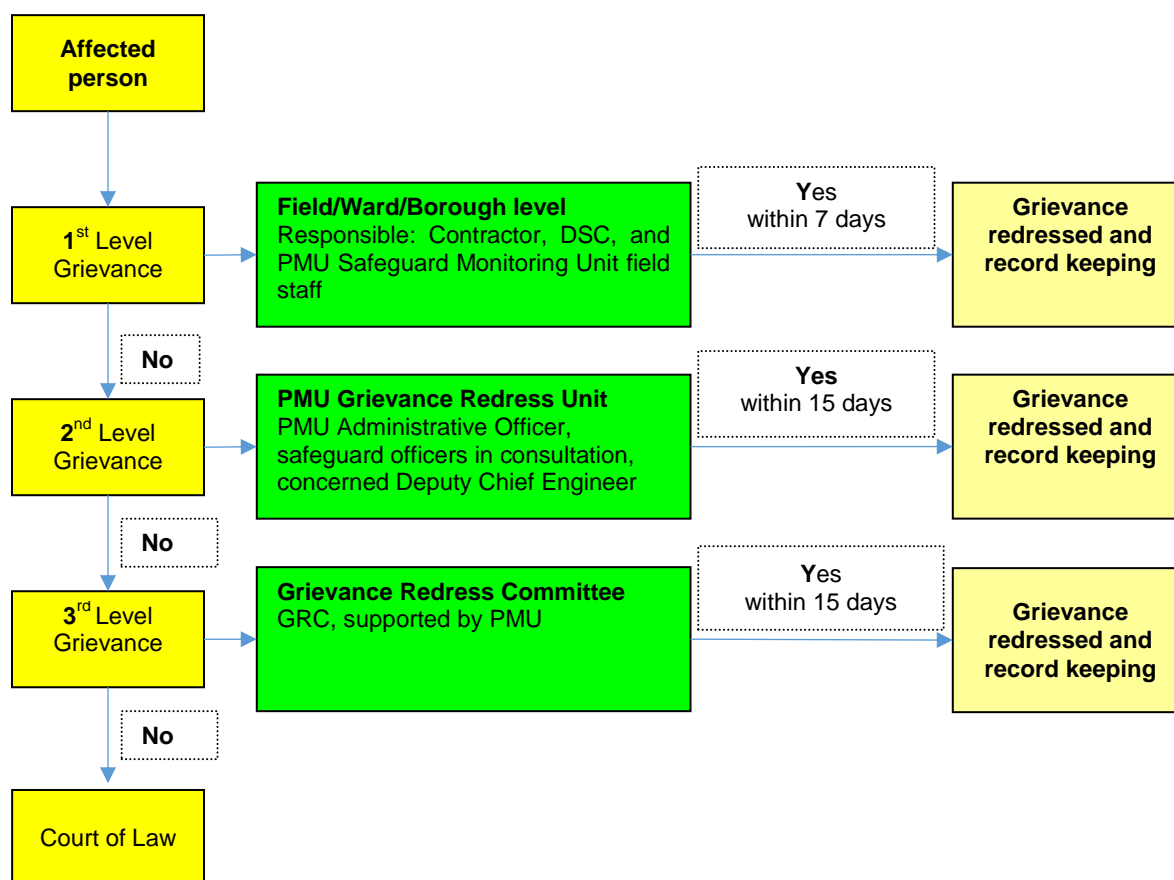 Affected
person
1st Level
Grievance
Field/Ward/Borough level
Responsible: Contractor, DSC, and
PMU Safeguard Monitoring Unit field
staff
Yes
within 7 days
Grievance
redressed and
record keeping
No
2nd Level
Grievance
PMU Grievance Redress Unit
PMU Administrative Officer,
safeguard officers in consultation,
concerned Deputy Chief Engineer
Yes
within 15 days
Grievance
redressed and
record keeping
No
3rd Level
Grievance
Grievance Redress Committee
GRC, supported by PMU
Yes
within 15 days
Grievance
redressed and
record keeping
No
Court of Law